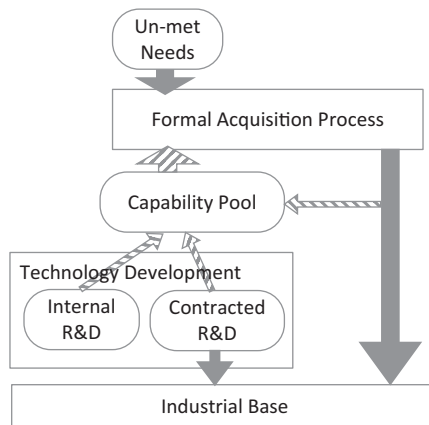 Un-met
Needs
Formal Acquisition Process
Capability Pool
Technology Development
Internal
R&D
Contracted
R&D
Industrial Base